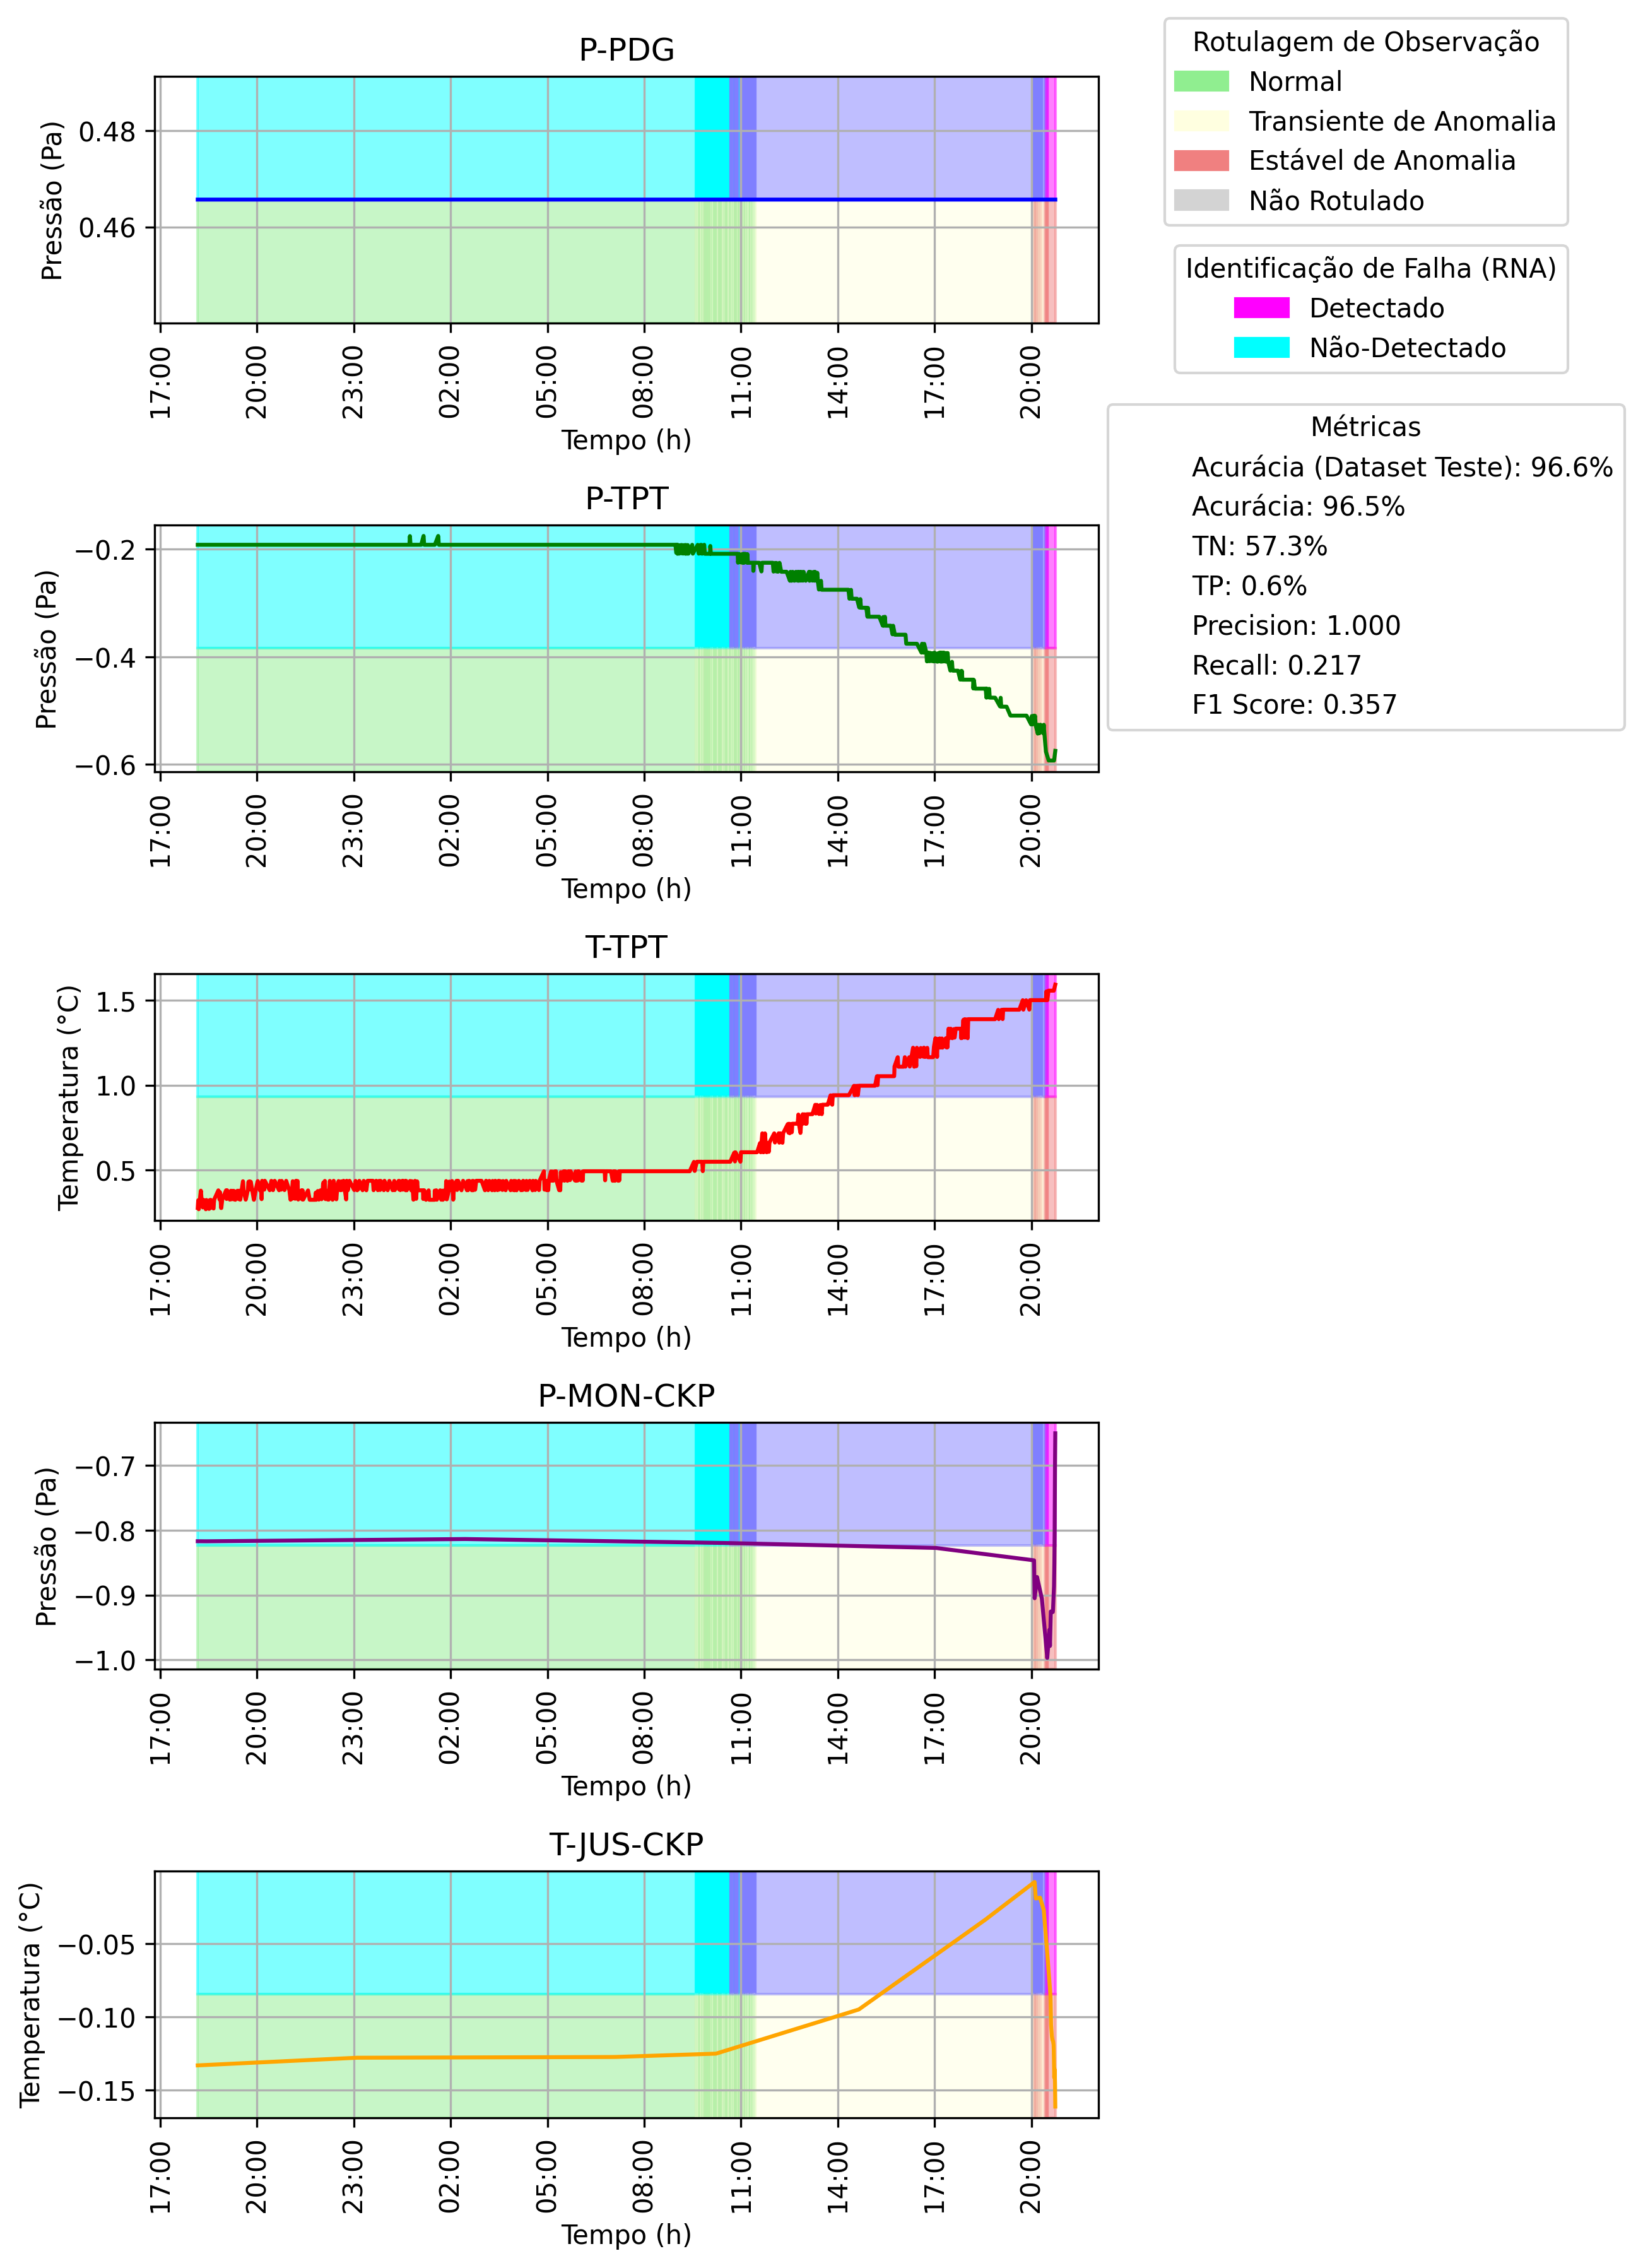 P-PDG
Pressão (Pa)
0.48
0.46
17:00
20:00
23:00
02:00
05:00
08:00
11:00
14:00
17:00
20:00
Tempo (h)
Rotulagem de Observação
Normal
Transiente de Anomalia
Estável de Anomalia
Não Rotulado
Identificação de Falha (RNA)
Detectado
Não-Detectado
Métricas
Acurácia (Dataset Teste): 96.6%
Acurácia: 96.5%
TN: 57.3%
TP: 0.6%
Precision: 1.000
Recall: 0.217
F1 Score: 0.357
P-TPT
Pressão (Pa)
−0.2
−0.4
−0.6
17:00
20:00
23:00
02:00
05:00
08:00
11:00
14:00
17:00
20:00
Tempo (h)
T-TPT
Temperatura (°C)
1.5
1.0
0.5
17:00
20:00
23:00
02:00
05:00
08:00
11:00
14:00
17:00
20:00
Tempo (h)
P-MON-CKP
Pressão (Pa)
−0.7
−0.8
−0.9
−1.0
17:00
20:00
23:00
02:00
05:00
08:00
11:00
14:00
17:00
20:00
Tempo (h)
T-JUS-CKP
Temperatura (°C)
−0.05
−0.10
−0.15
17:00
20:00
23:00
02:00
05:00
08:00
11:00
14:00
17:00
20:00
Tempo (h)